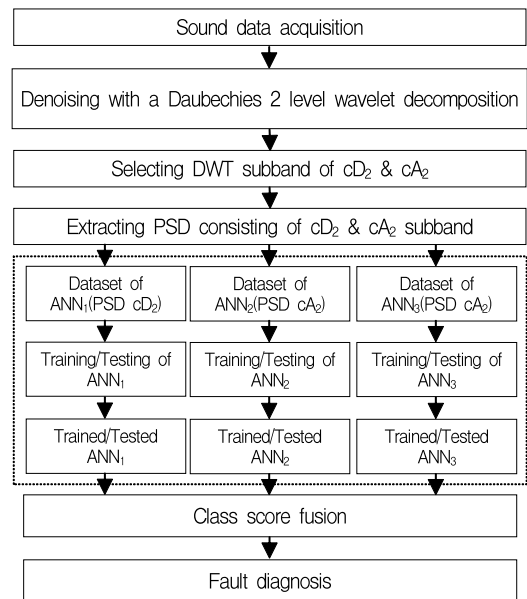 Sound data acquisition
Denoising with a Daubechies 2 level wavelet decomposition
Selecting DWT subband of cD₂ & cA₂
Extracting PSD consisting of cD₂ & cA₂ subband
Dataset of
ANN₁(PSD cD₂)
Dataset of
ANN₂(PSD cA₂)
Dataset of
ANN₃(PSD cA₂)
Training/Testing of
ANN₁
Training/Testing of
ANN₂
Training/Testing of
ANN₃
Trained/Tested
ANN₁
Trained/Tested
ANN₂
Trained/Tested
ANN₃
Class score fusion
Fault diagnosis